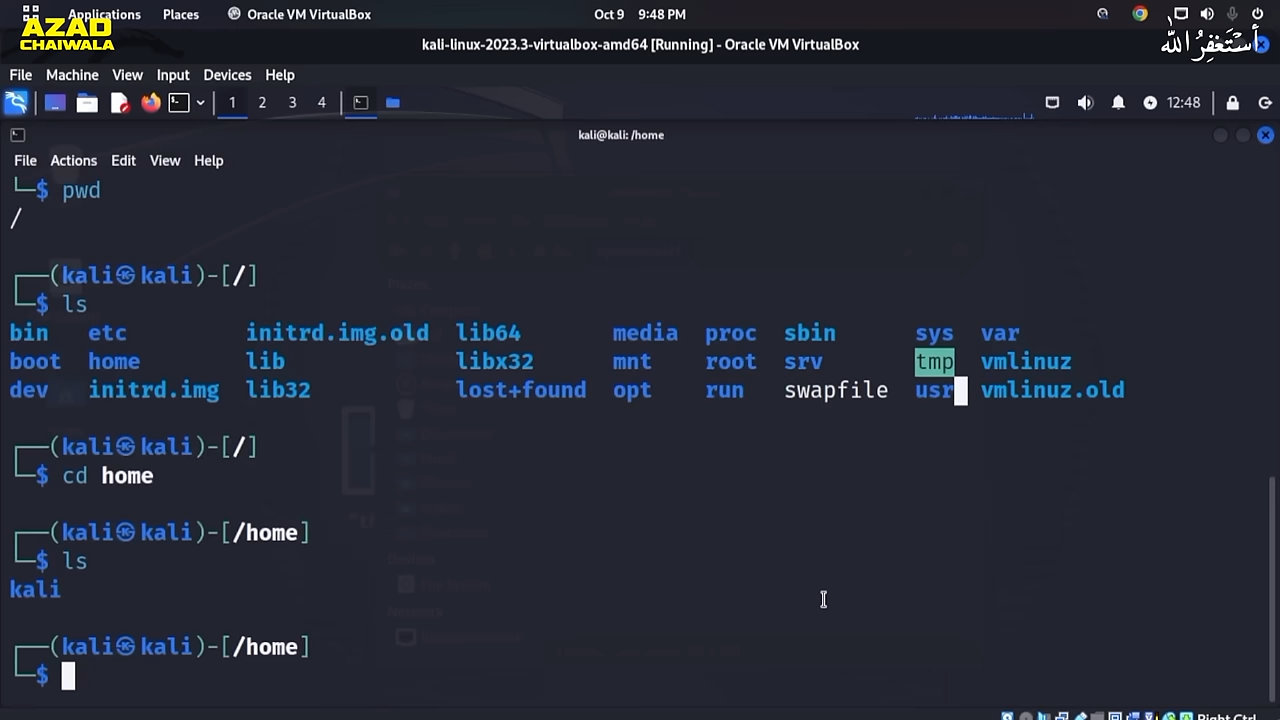 Applications Places Oracle VM VirtualBox Oct 9 9:48 PM
AZAD
CHAIWALA
أستغفر الله
kali-linux-2023.3-virtualbox-amd64 [Running] - Oracle VM VirtualBox
File Machine View Input Devices Help
1 2 3 4 12:48
kali@kali: /home
File Actions Edit View Help
└─$ pwd
/
┌──(kali㉿kali)-[/]
└─$ ls
bin etc initrd.img.old lib64 media proc sbin sys var
boot home lib libx32 mnt root srv tmp vmlinuz
dev initrd.img lib32 lost+found opt run swapfile usr vmlinuz.old
┌──(kali㉿kali)-[/]
└─$ cd home
┌──(kali㉿kali)-[/home]
└─$ ls
kali
┌──(kali㉿kali)-[/home]
└─$
Right Ctrl